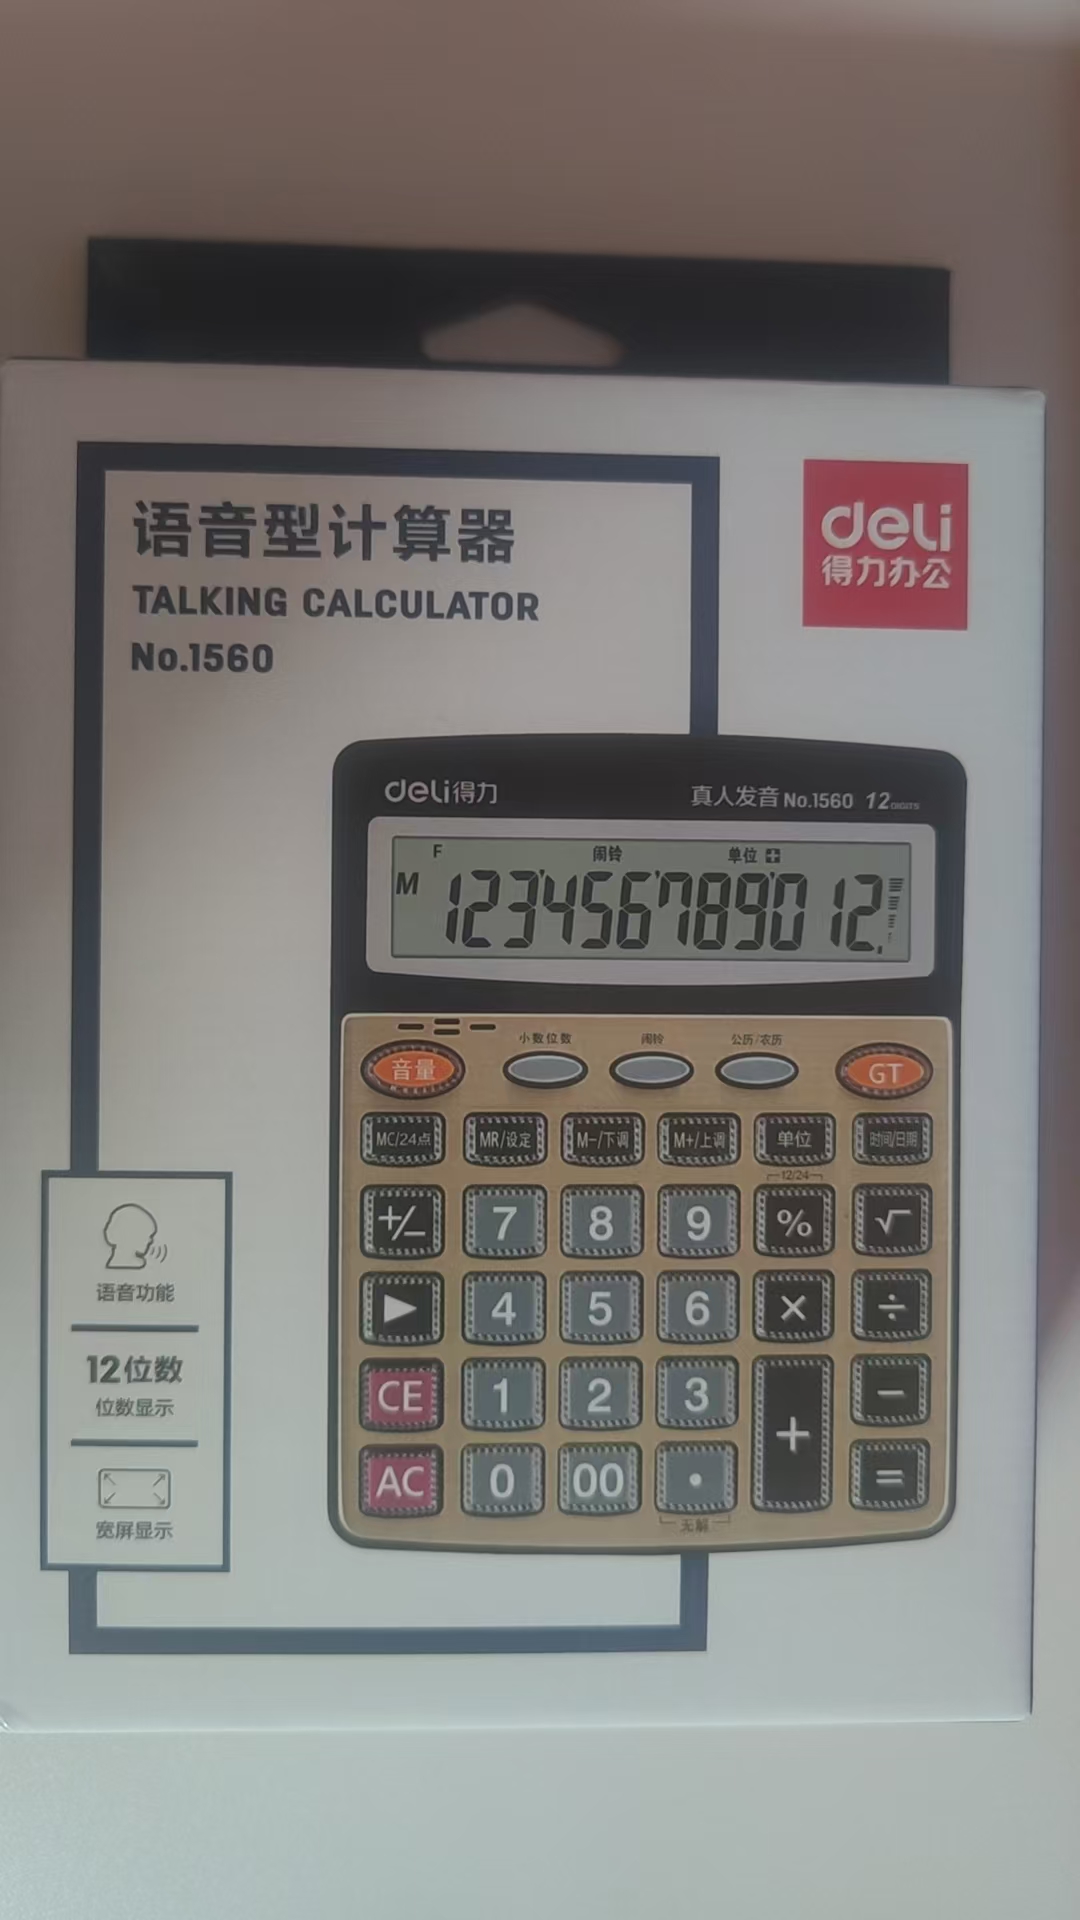 语音型计算器
TALKING CALCULATOR
No.1560
deli
得力办公
deli得力
真人发音 No.1560 12 DIGITS
F 闹铃 单位
M 123'456'789'012.
小数位数 闹铃 公历/农历
音量 GT
MC/24点 MR/设定 M-/下调 M+/上调 单位 时间/日期
12/24
+/− 7 8 9 % √
▶ 4 5 6 × ÷
CE 1 2 3 + −
AC 0 00 • =
无解
语音功能
12位数
位数显示
宽屏显示